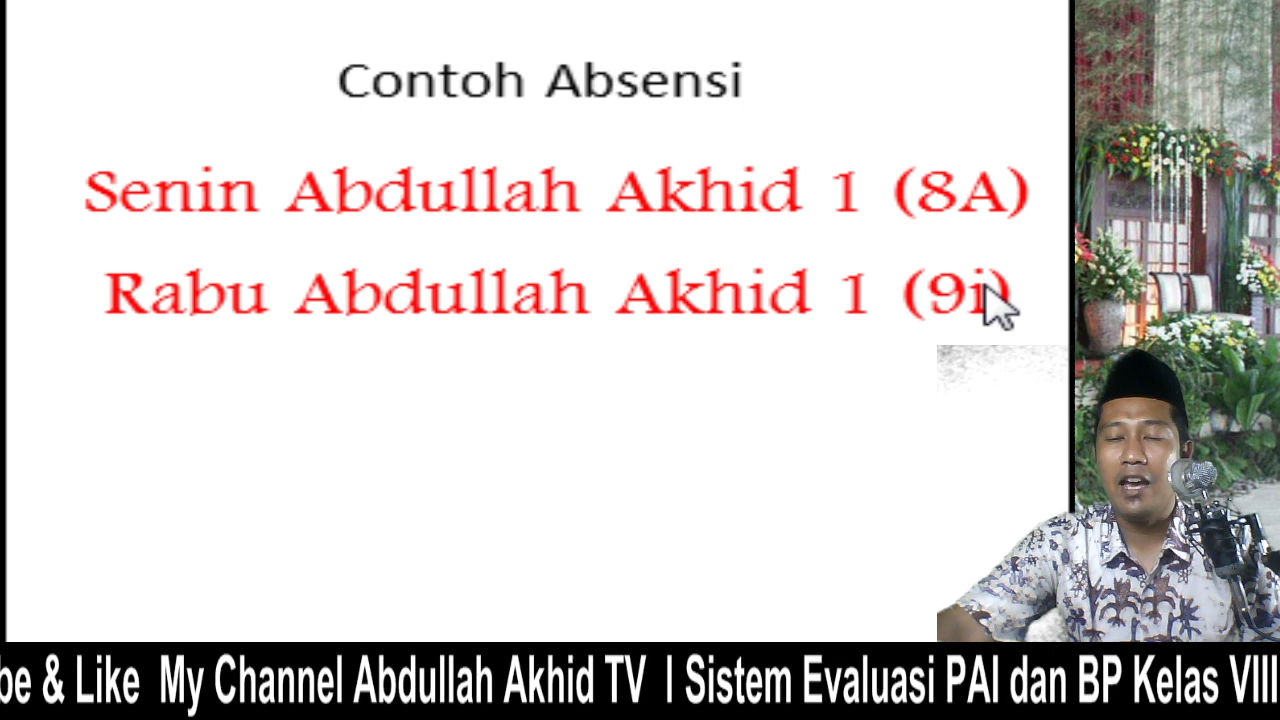 Contoh Absensi
Senin Abdullah Akhid 1 (8A)
Rabu Abdullah Akhid 1 (9i)
be & Like My Channel Abdullah Akhid TV l Sistem Evaluasi PAI dan BP Kelas VIII